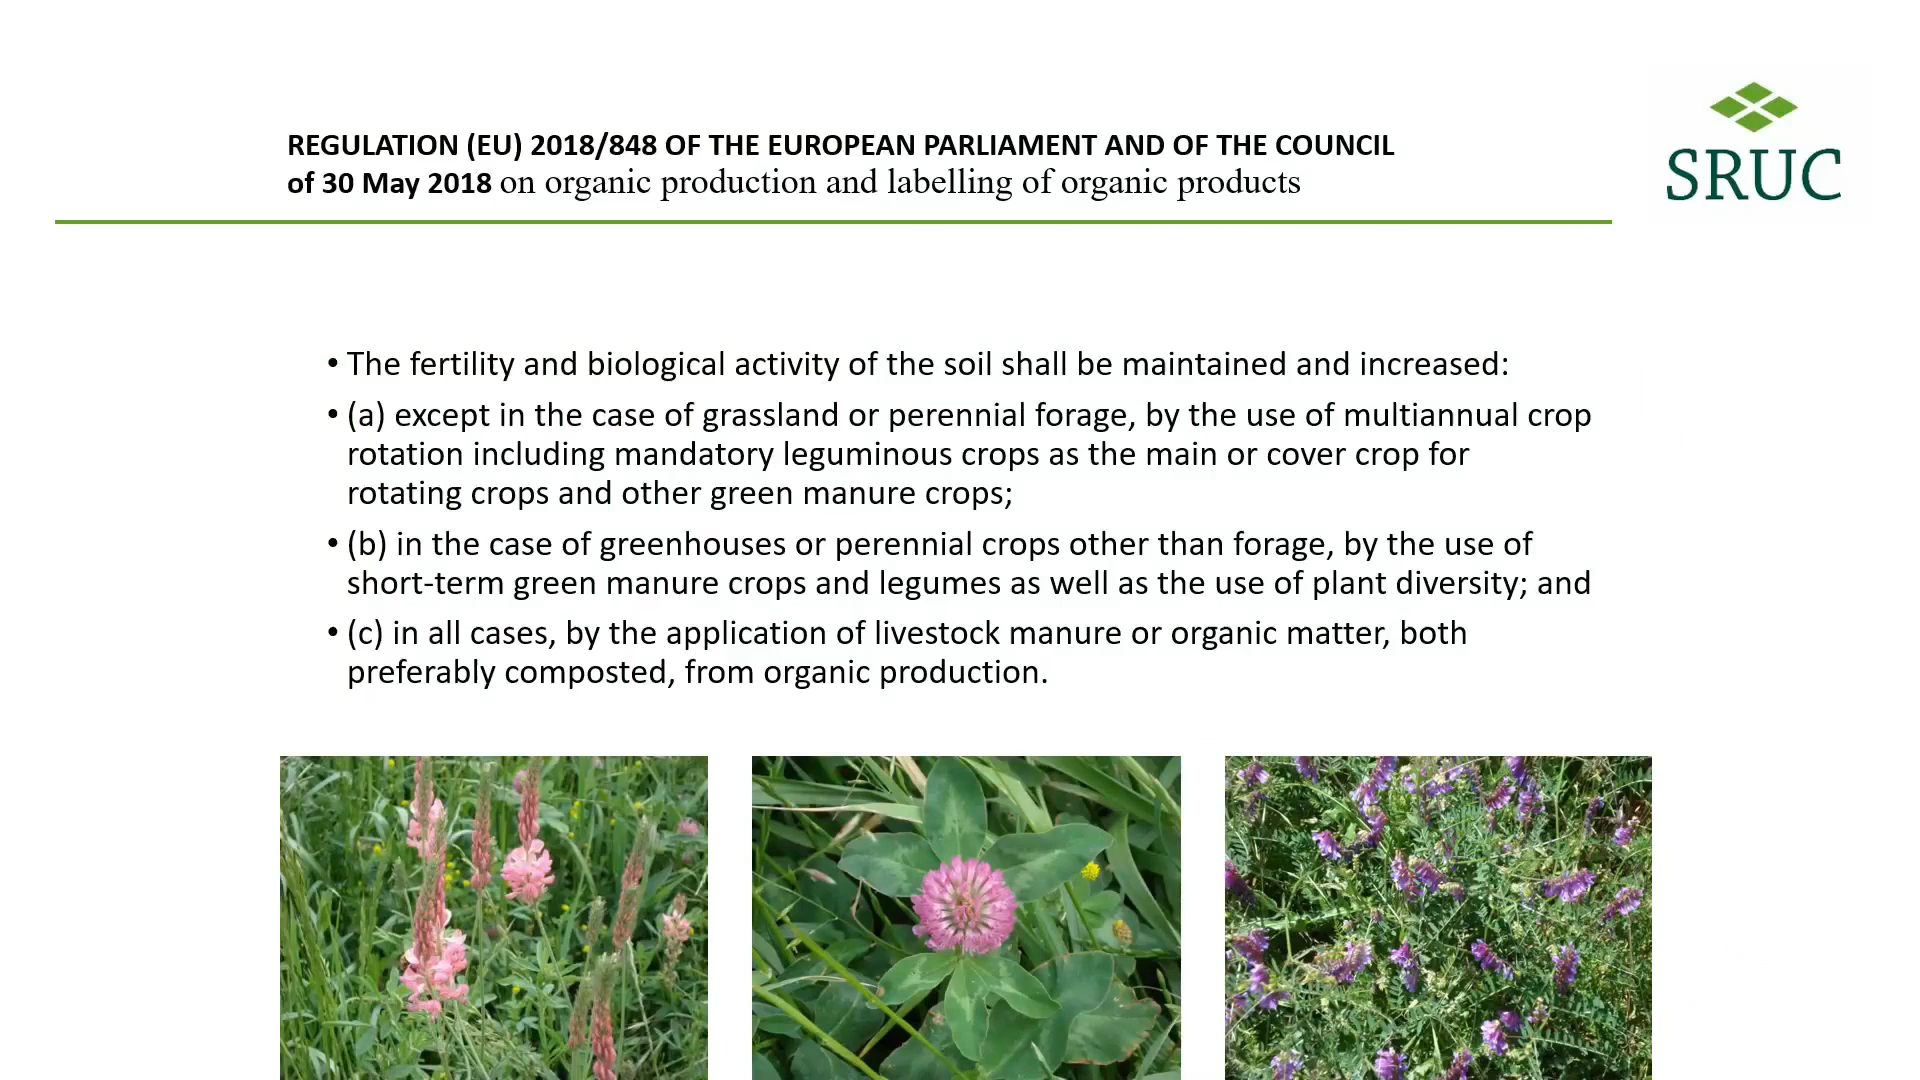 REGULATION (EU) 2018/848 OF THE EUROPEAN PARLIAMENT AND OF THE COUNCIL
of 30 May 2018 on organic production and labelling of organic products
SRUC
• The fertility and biological activity of the soil shall be maintained and increased:
• (a) except in the case of grassland or perennial forage, by the use of multiannual crop
rotation including mandatory leguminous crops as the main or cover crop for
rotating crops and other green manure crops;
• (b) in the case of greenhouses or perennial crops other than forage, by the use of
short-term green manure crops and legumes as well as the use of plant diversity; and
• (c) in all cases, by the application of livestock manure or organic matter, both
preferably composted, from organic production.